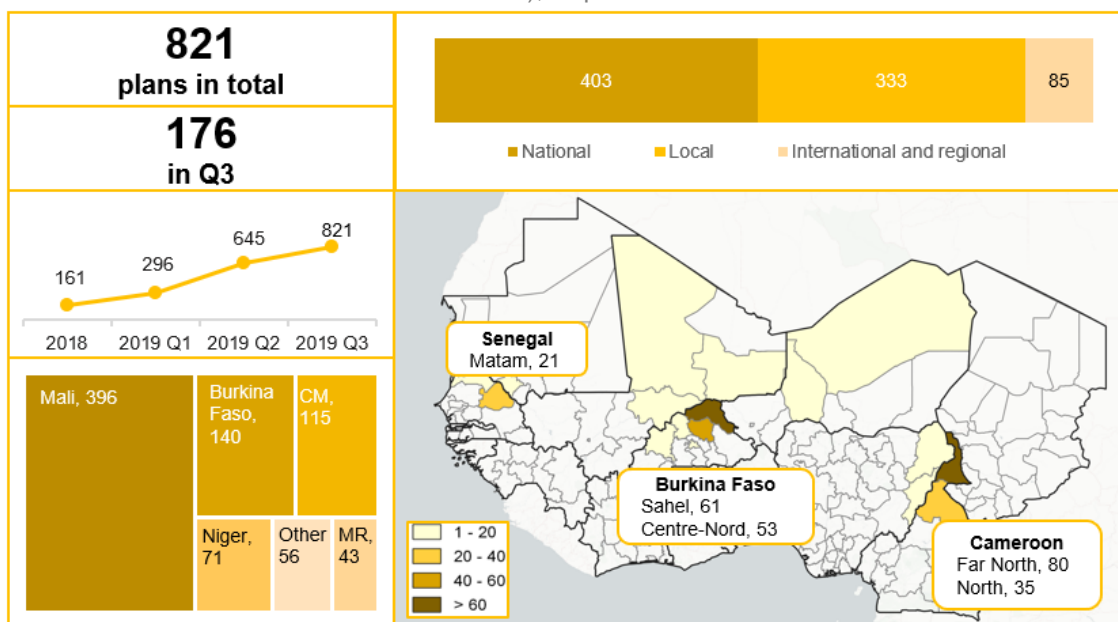 821
plans in total
176
in Q3
403
333
85
National
Local
International and regional
161
296
645
821
2018
2019 Q1
2019 Q2
2019 Q3
Mali, 396
Burkina
Faso,
140
CM,
115
Niger,
71
Other
56
MR,
43
Senegal
Matam, 21
Burkina Faso
Sahel, 61
Centre-Nord, 53
Cameroon
Far North, 80
North, 35
1 - 20
20 - 40
40 - 60
> 60